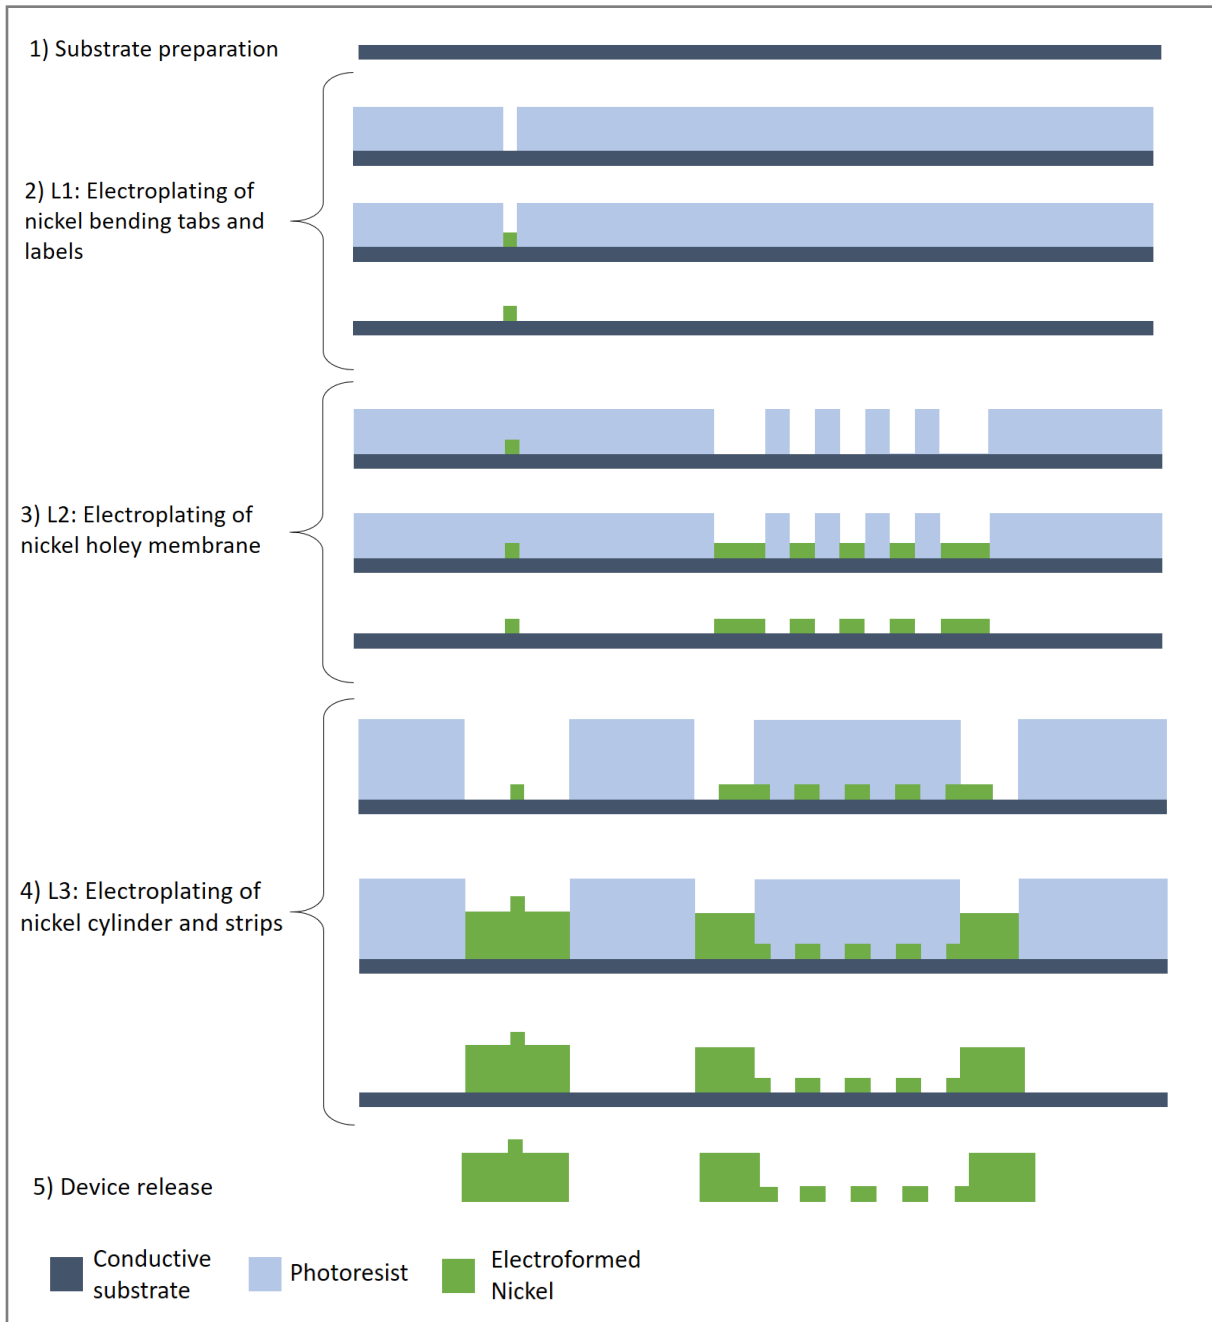 1) Substrate preparation
2) L1: Electroplating of
nickel bending tabs and
labels
3) L2: Electroplating of
nickel holey membrane
4) L3: Electroplating of
nickel cylinder and strips
5) Device release
Conductive
substrate
Photoresist
Electroformed
Nickel